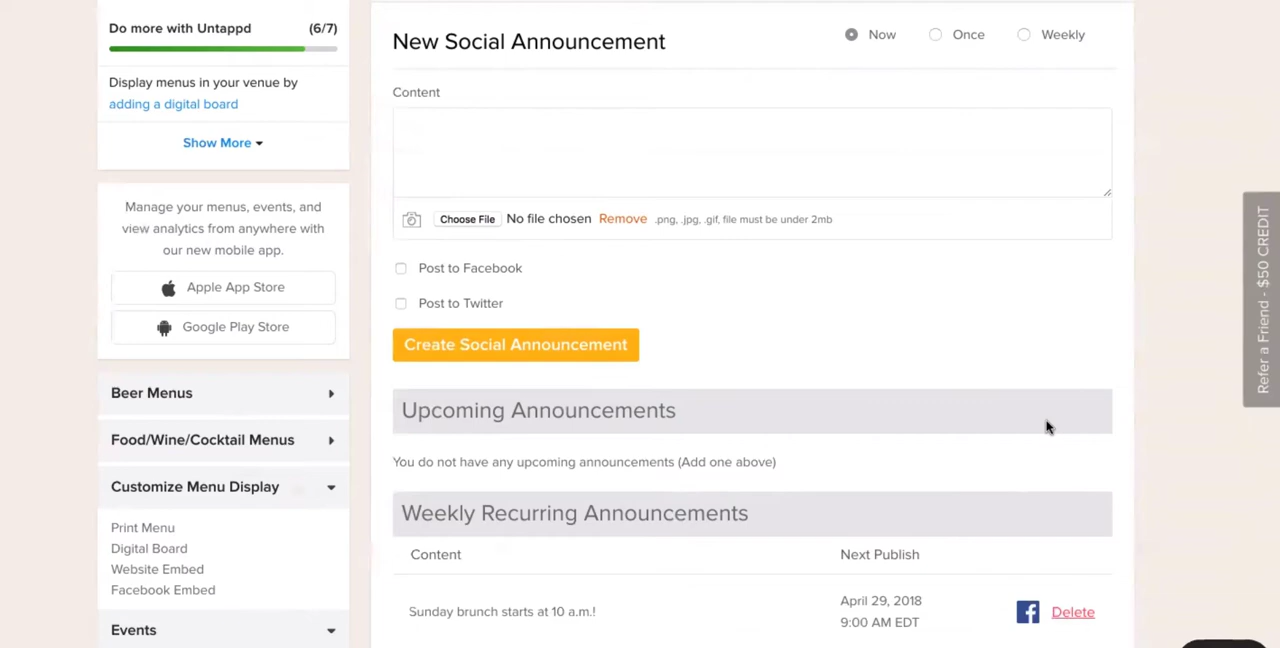 Do more with Untappd (6/7)
Display menus in your venue by
adding a digital board
Show More
Manage your menus, events, and
view analytics from anywhere with
our new mobile app.
Apple App Store
Google Play Store
Beer Menus
Food/Wine/Cocktail Menus
Customize Menu Display
Print Menu
Digital Board
Website Embed
Facebook Embed
Events
New Social Announcement
Now Once Weekly
Content
Choose File No file chosen Remove .png, .jpg, .gif, file must be under 2mb
Post to Facebook
Post to Twitter
Create Social Announcement
Upcoming Announcements
You do not have any upcoming announcements (Add one above)
Weekly Recurring Announcements
Content Next Publish
Sunday brunch starts at 10 a.m.! April 29, 2018
9:00 AM EDT
Delete
Refer a Friend - $50 CREDIT